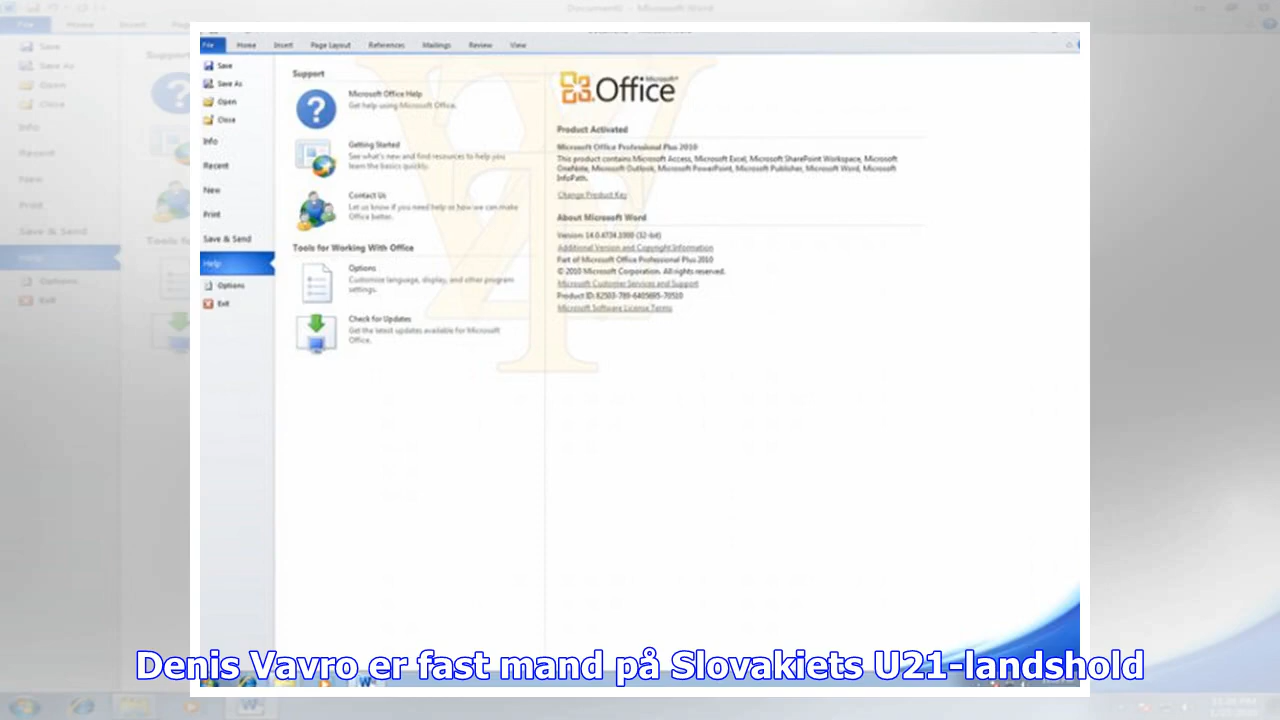 File Home Insert Page Layout References Mailings Review View
Save
Save As
Open
Close
Info
Recent
New
Print
Save & Send
Help
Options
Exit
Support
Microsoft Office Help
Get help using Microsoft Office.
Getting Started
See what's new and find resources to help you
learn the basics quickly.
Contact Us
Let us know if you need help or how we can make
Office better.
Tools for Working With Office
Options
Customize language, display, and other program
settings.
Check for Updates
Get the latest updates available for Microsoft
Office.
Microsoft
Office
Product Activated
Microsoft Office Professional Plus 2010
This product contains Microsoft Access, Microsoft Excel, Microsoft SharePoint Workspace, Microsoft
OneNote, Microsoft Outlook, Microsoft PowerPoint, Microsoft Publisher, Microsoft Word, Microsoft
InfoPath.
Change Product Key
About Microsoft Word
Version: 14.0.4734.1000 (32-bit)
Additional Version and Copyright Information
Part of Microsoft Office Professional Plus 2010
© 2010 Microsoft Corporation. All rights reserved.
Microsoft Customer Services and Support
Microsoft Software License Terms
Denis Vavro er fast mand på Slovakiets U21-landshold